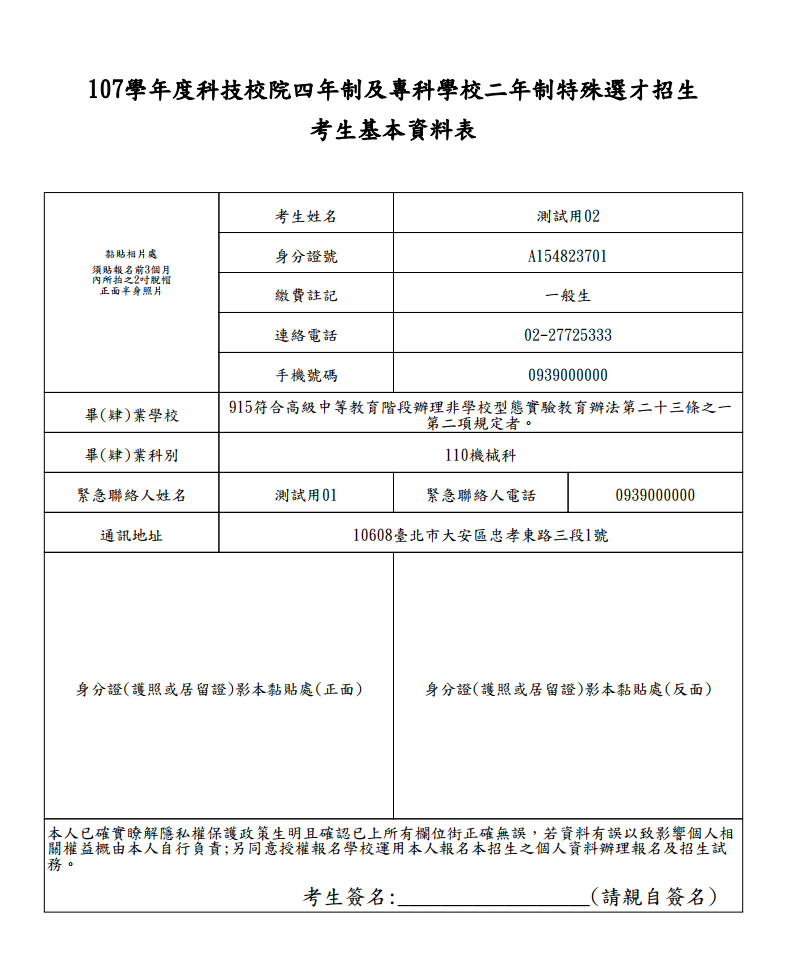 107學年度科技校院四年制及專科學校二年制特殊選才招生
考生基本資料表
黏貼相片處
須貼報名前3個月
內所拍之2吋脫帽
正面半身照片
考生姓名
測試用02
身分證號
A154823701
繳費註記
一般生
連絡電話
02-27725333
手機號碼
0939000000
畢(肄)業學校
915符合高級中等教育階段辦理非學校型態實驗教育辦法第二十三條之一
第二項規定者。
畢(肄)業科別
110機械科
緊急聯絡人姓名
測試用01
緊急聯絡人電話
0939000000
通訊地址
10608臺北市大安區忠孝東路三段1號
身分證(護照或居留證)影本黏貼處(正面)
身分證(護照或居留證)影本黏貼處(反面)
本人已確實瞭解隱私權保護政策生明且確認已上所有欄位街正確無誤，若資料有誤以致影響個人相
關權益概由本人自行負責;另同意授權報名學校運用本人報名本招生之個人資料辦理報名及招生試
務。
考生簽名:__________________(請親自簽名)